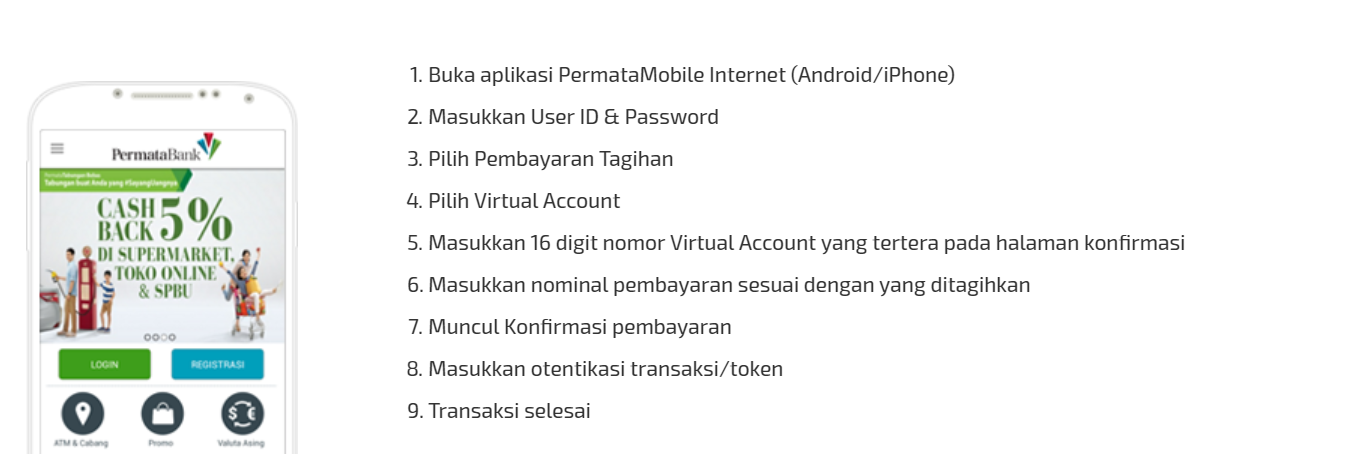 PermataBank
PermataTabungan Bebas
Tabungan buat Anda yang #SayangUangnya
CASH BACK 5%
DI SUPERMARKET,
TOKO ONLINE
& SPBU
LOGIN
REGISTRASI
ATM & Cabang
Promo
Valuta Asing
1. Buka aplikasi PermataMobile Internet (Android/iPhone)
2. Masukkan User ID & Password
3. Pilih Pembayaran Tagihan
4. Pilih Virtual Account
5. Masukkan 16 digit nomor Virtual Account yang tertera pada halaman konfirmasi
6. Masukkan nominal pembayaran sesuai dengan yang ditagihkan
7. Muncul Konfirmasi pembayaran
8. Masukkan otentikasi transaksi/token
9. Transaksi selesai